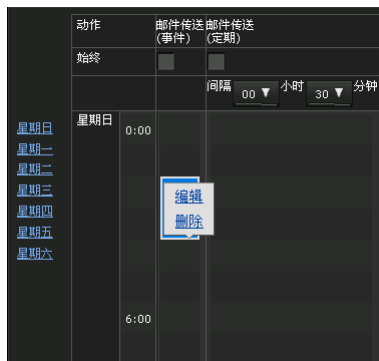 动作 邮件传送 邮件传送
(事件) (定期)
始终
间隔 00 ▼ 小时 30 ▼ 分钟
星期日 0:00
星期日
星期一
星期二
星期三
星期四
星期五
星期六
编辑
删除
6:00